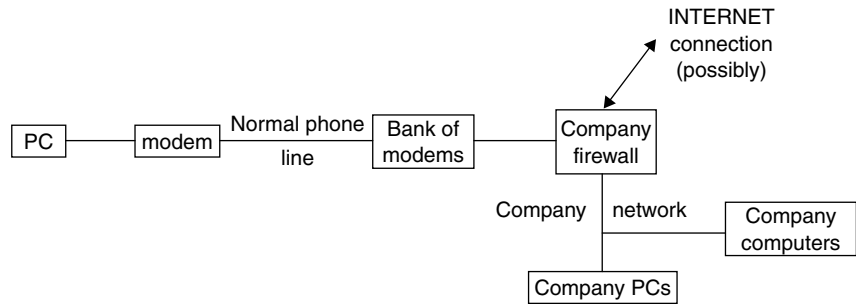 INTERNET
connection
(possibly)
PC
modem
Normal phone
line
Bank of
modems
Company
firewall
Company network
Company
computers
Company PCs